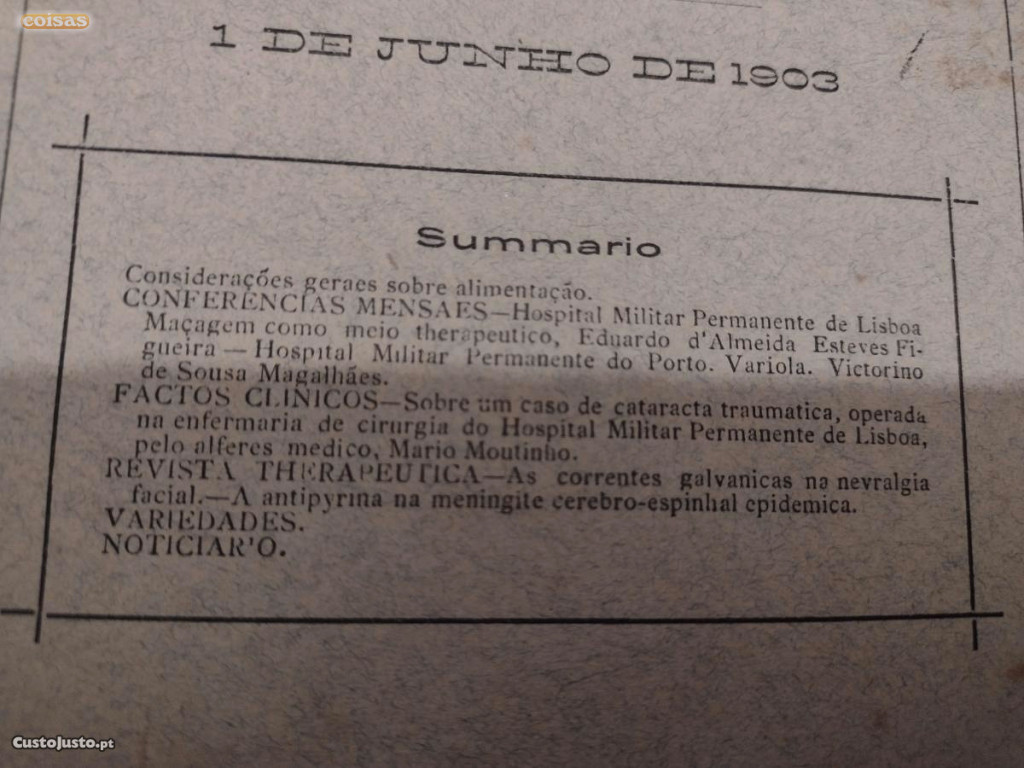 coisas
1 DE JUNHO DE 1903
Summario
Considerações geraes sobre alimentação.
CONFERENCIAS MENSAES—Hospital Militar Permanente de Lisboa
Maçagem como meio therapeutico, Eduardo d'Almeida Esteves Fi-
gueira — Hospital Militar Permanente do Porto. Variola. Victorino
de Sousa Magalhães.
FACTOS CLINICOS—Sobre um caso de cataracta traumatica, operada
na enfermaria de cirurgia do Hospital Militar Permanente de Lisboa,
pelo alferes medico, Mario Moutinho.
REVISTA THERAPEUTICA—As correntes galvanicas na nevralgia
facial.—A antipyrina na meningite cerebro-espinhal epidemica.
VARIEDADES.
NOTICIAR'O.
CustoJusto.pt